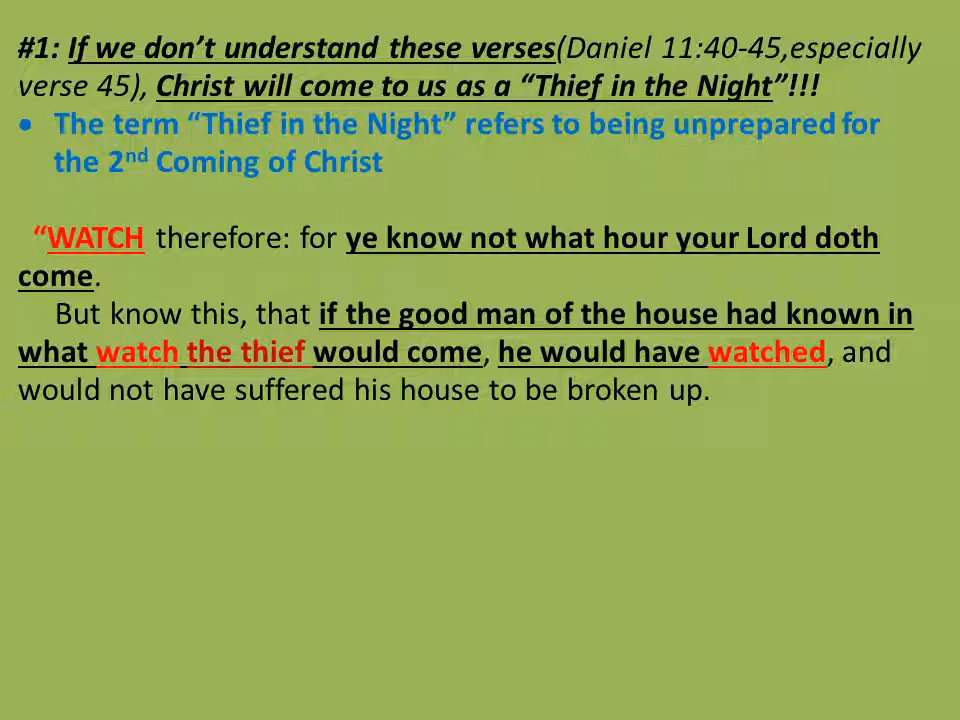 #1: If we don’t understand these verses(Daniel 11:40-45,especially
verse 45), Christ will come to us as a “Thief in the Night”!!!
• The term “Thief in the Night” refers to being unprepared for
the 2nd Coming of Christ
“WATCH therefore: for ye know not what hour your Lord doth
come.
But know this, that if the good man of the house had known in
what watch the thief would come, he would have watched, and
would not have suffered his house to be broken up.